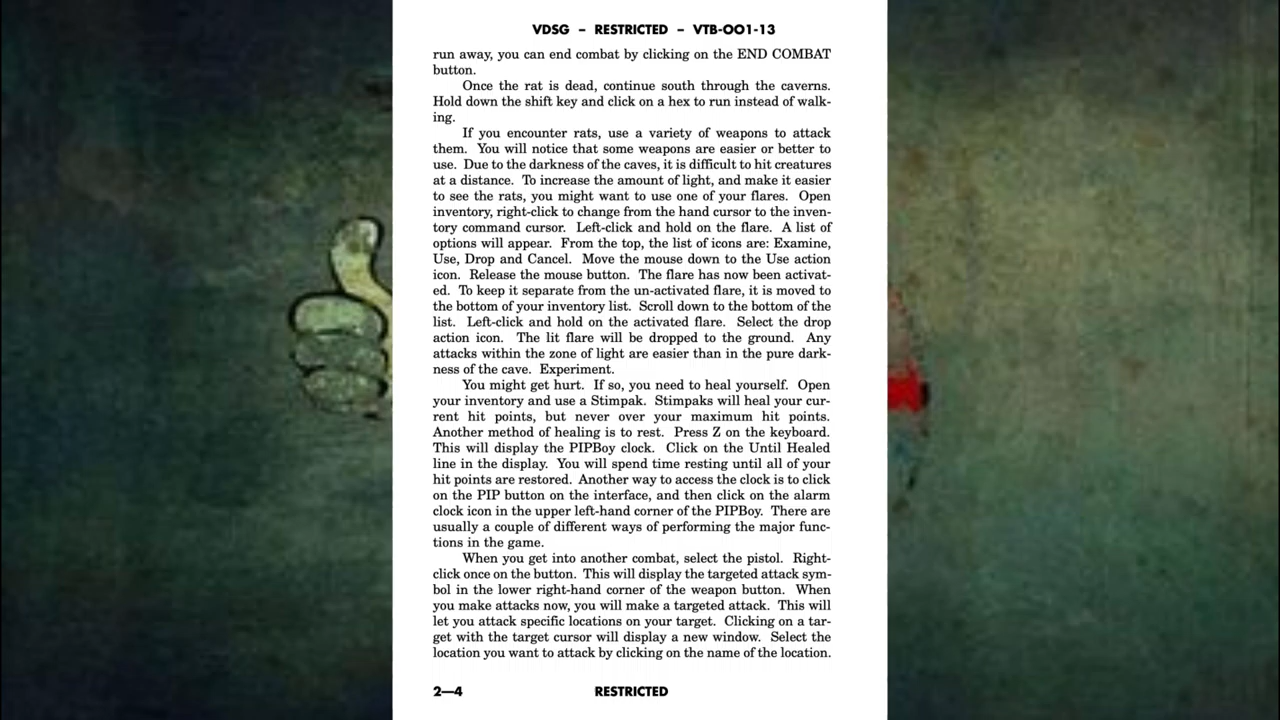 VDSG – RESTRICTED – VTB-001-13
run away, you can end combat by clicking on the END COMBAT
button.
Once the rat is dead, continue south through the caverns.
Hold down the shift key and click on a hex to run instead of walk-
ing.
If you encounter rats, use a variety of weapons to attack
them. You will notice that some weapons are easier or better to
use. Due to the darkness of the caves, it is difficult to hit creatures
at a distance. To increase the amount of light, and make it easier
to see the rats, you might want to use one of your flares. Open
inventory, right-click to change from the hand cursor to the inven-
tory command cursor. Left-click and hold on the flare. A list of
options will appear. From the top, the list of icons are: Examine,
Use, Drop and Cancel. Move the mouse down to the Use action
icon. Release the mouse button. The flare has now been activat-
ed. To keep it separate from the un-activated flare, it is moved to
the bottom of your inventory list. Scroll down to the bottom of the
list. Left-click and hold on the activated flare. Select the drop
action icon. The lit flare will be dropped to the ground. Any
attacks within the zone of light are easier than in the pure dark-
ness of the cave. Experiment.
You might get hurt. If so, you need to heal yourself. Open
your inventory and use a Stimpak. Stimpaks will heal your cur-
rent hit points, but never over your maximum hit points.
Another method of healing is to rest. Press Z on the keyboard.
This will display the PIPBoy clock. Click on the Until Healed
line in the display. You will spend time resting until all of your
hit points are restored. Another way to access the clock is to click
on the PIP button on the interface, and then click on the alarm
clock icon in the upper left-hand corner of the PIPBoy. There are
usually a couple of different ways of performing the major func-
tions in the game.
When you get into another combat, select the pistol. Right-
click once on the button. This will display the targeted attack sym-
bol in the lower right-hand corner of the weapon button. When
you make attacks now, you will make a targeted attack. This will
let you attack specific locations on your target. Clicking on a tar-
get with the target cursor will display a new window. Select the
location you want to attack by clicking on the name of the location.
2—4 RESTRICTED